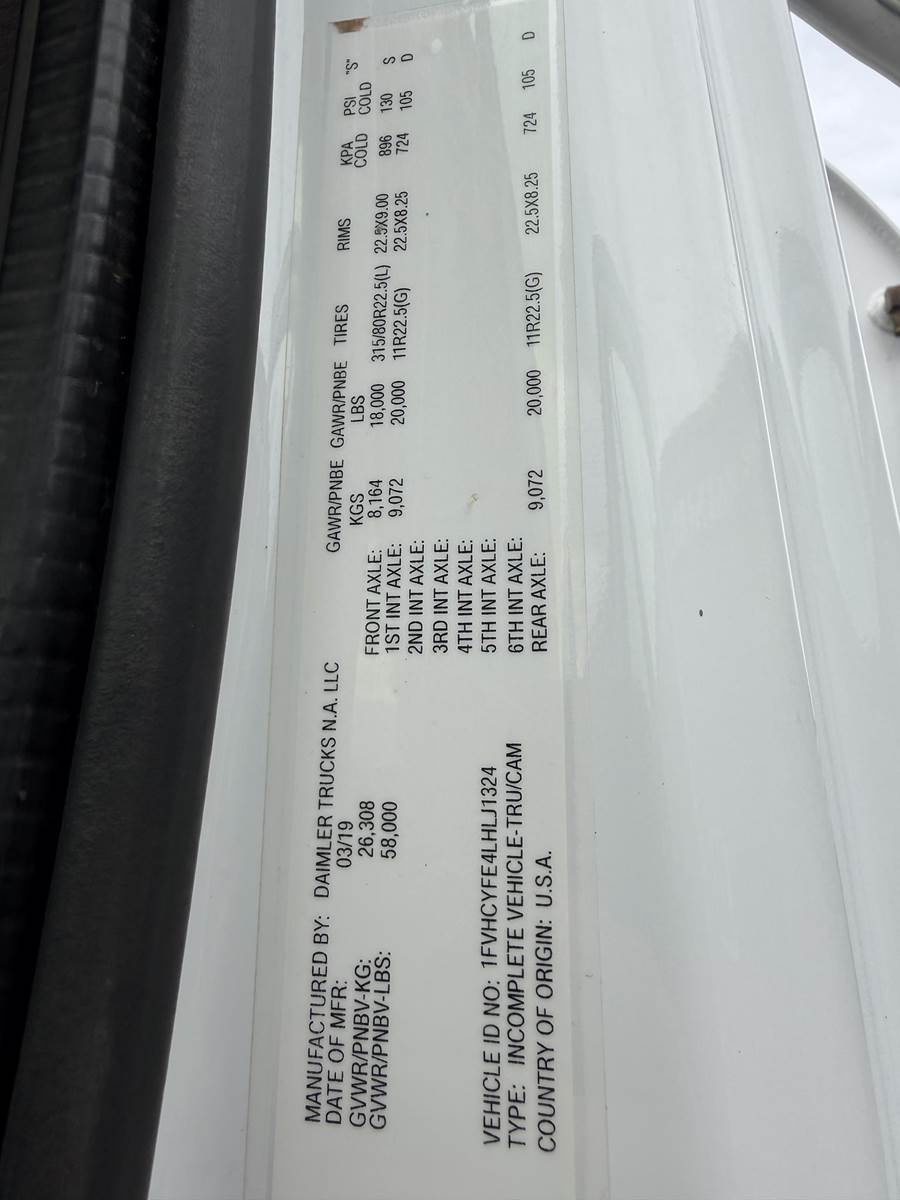 MANUFACTURED BY: DAIMLER TRUCKS N.A. LLC
DATE OF MFR: 03/19
GVWR/PNBV-KG: 26,308
GVWR/PNBV-LBS: 58,000
GAWR/PNBE GAWR/PNBE TIRES RIMS KPA PSI "S"
KGS LBS COLD COLD
FRONT AXLE: 8,164 18,000 315/80R22.5(L) 22.5X9.00 896 130 S
1ST INT AXLE: 9,072 20,000 11R22.5(G) 22.5X8.25 724 105 D
2ND INT AXLE:
3RD INT AXLE:
4TH INT AXLE:
5TH INT AXLE:
6TH INT AXLE:
REAR AXLE: 9,072 20,000 11R22.5(G) 22.5X8.25 724 105 D
VEHICLE ID NO: 1FVHCYFE4LHLJ1324
TYPE: INCOMPLETE VEHICLE-TRU/CAM
COUNTRY OF ORIGIN: U.S.A.